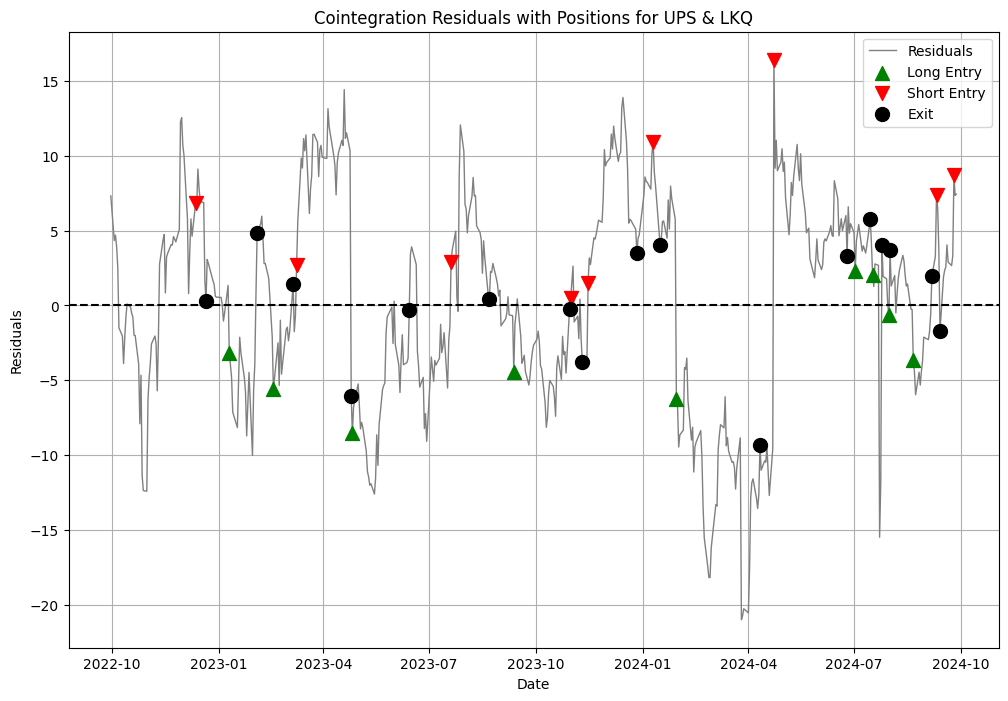 Cointegration Residuals with Positions for UPS & LKQ
Residuals
Long Entry
Short Entry
Exit
15
10
5
0
−5
−10
−15
−20
Residuals
2022-10 2023-01 2023-04 2023-07 2023-10 2024-01 2024-04 2024-07 2024-10
Date